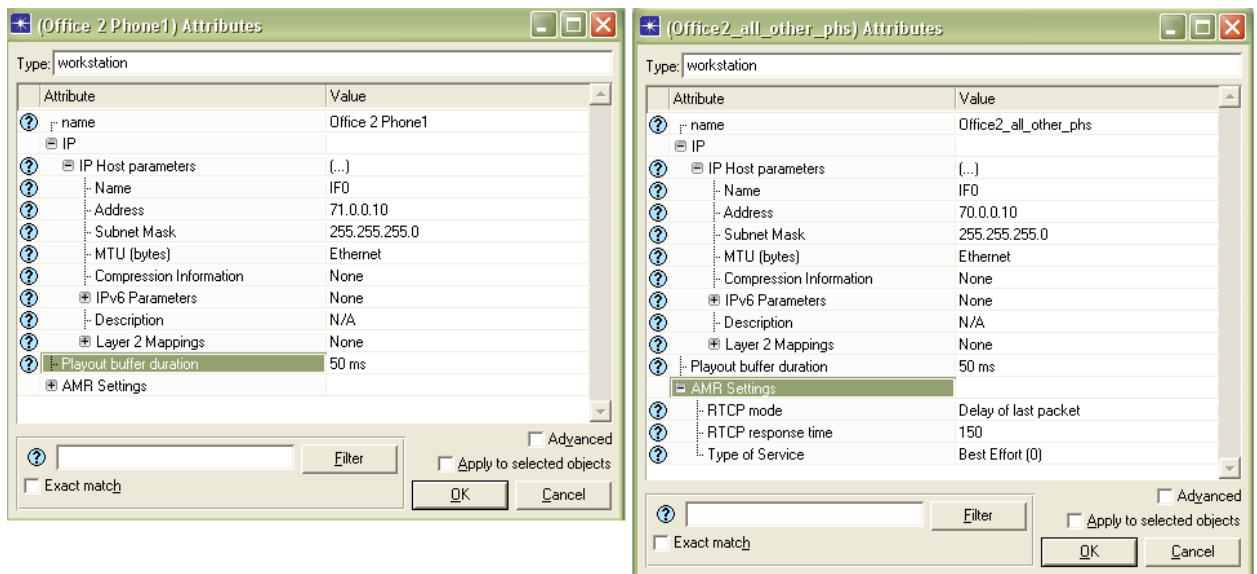 (Office 2 Phone1) Attributes
Type: workstation
Attribute Value
name Office 2 Phone1
IP
IP Host parameters (...)
Name IF0
Address 71.0.0.10
Subnet Mask 255.255.255.0
MTU (bytes) Ethernet
Compression Information None
IPv6 Parameters None
Description N/A
Layer 2 Mappings None
Playout buffer duration 50 ms
AMR Settings
Advanced
Filter
Apply to selected objects
Exact match
OK Cancel
(Office2_all_other_phs) Attributes
Type: workstation
Attribute Value
name Office2_all_other_phs
IP
IP Host parameters (...)
Name IF0
Address 70.0.0.10
Subnet Mask 255.255.255.0
MTU (bytes) Ethernet
Compression Information None
IPv6 Parameters None
Description N/A
Layer 2 Mappings None
Playout buffer duration 50 ms
AMR Settings
RTCP mode Delay of last packet
RTCP response time 150
Type of Service Best Effort (0)
Advanced
Filter
Apply to selected objects
Exact match
OK Cancel